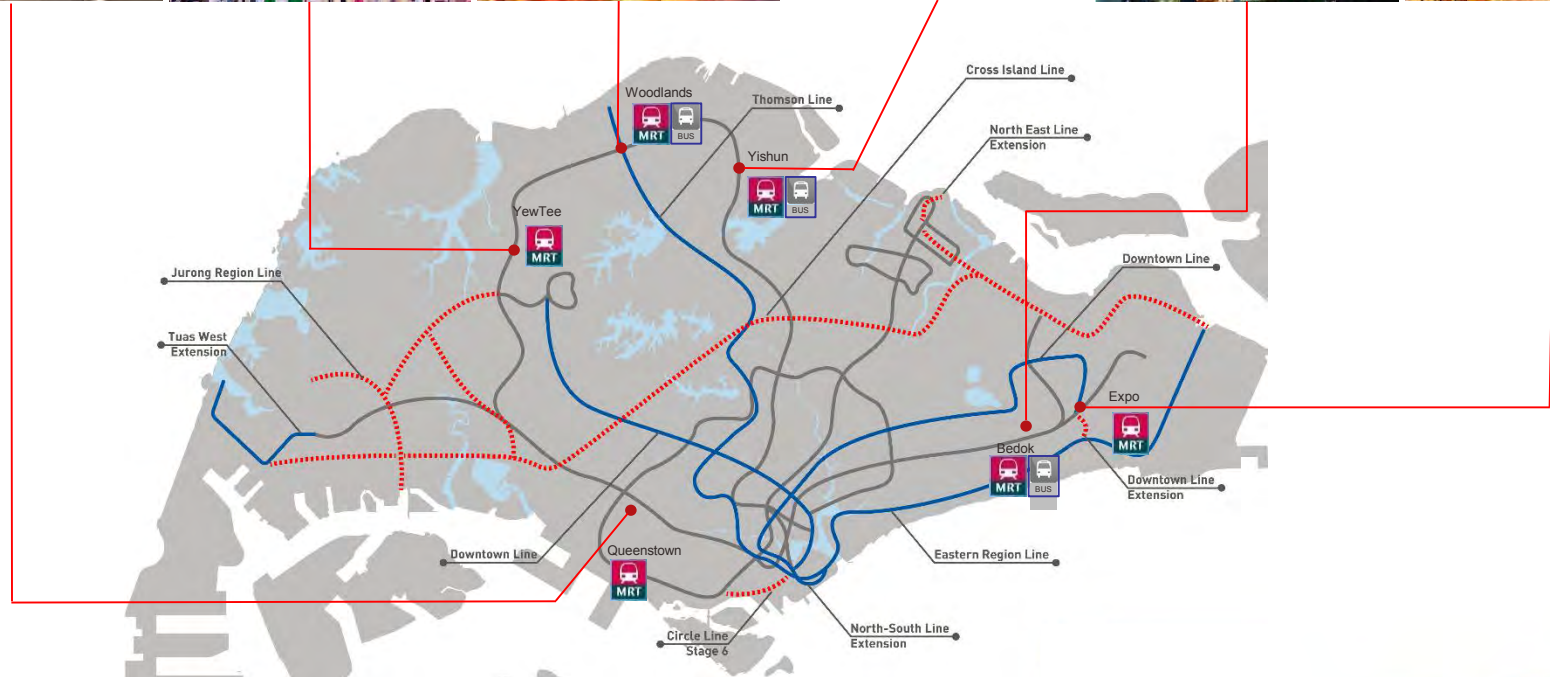 Cross Island Line
Woodlands
Thomson Line
MRT
BUS
North East Line
Extension
Yishun
MRT
BUS
YewTee
MRT
Jurong Region Line
Downtown Line
Tuas West
Extension
Expo
MRT
Bedok
MRT
BUS
Downtown Line
Extension
Queenstown
MRT
Downtown Line
Eastern Region Line
North-South Line
Extension
Circle Line
Stage 6